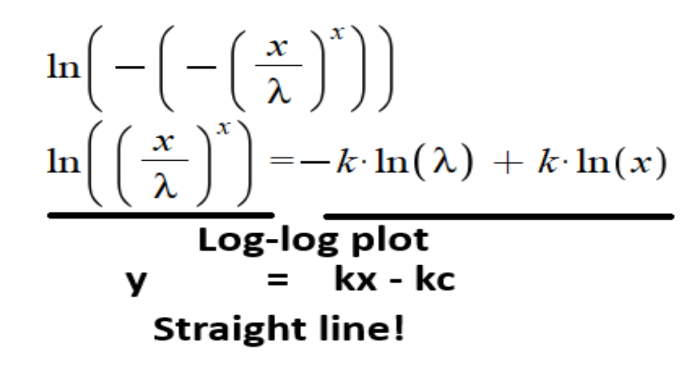 ln(−(−(x/λ)^x))
ln((x/λ)^x) = −k·ln(λ) + k·ln(x)
Log-log plot
y = kx - kc
Straight line!